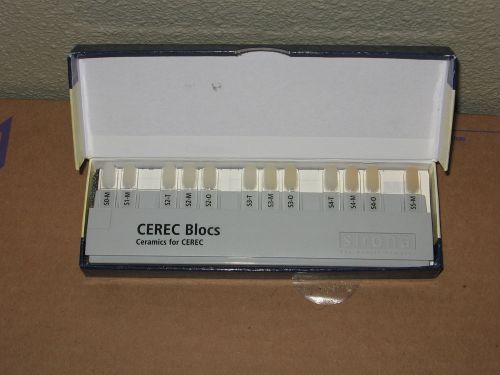 S0-M S1-M S2-T S2-M S2-O S3-T S3-M S3-O S4-T S4-M S4-O S5-M
CEREC Blocs
Ceramics for CEREC
sirona